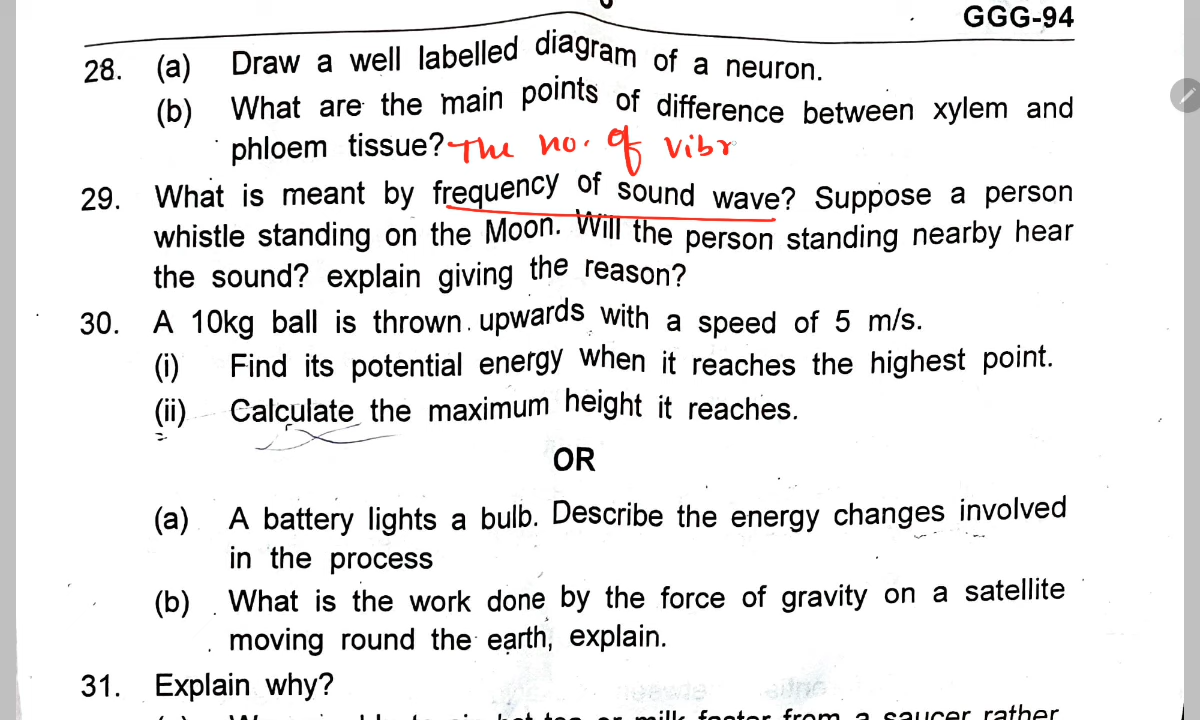 GGG-94
28. (a) Draw a well labelled diagram of a neuron.
(b) What are the main points of difference between xylem and
phloem tissue? The no. of vibr
29. What is meant by frequency of sound wave? Suppose a person
whistle standing on the Moon. Will the person standing nearby hear
the sound? explain giving the reason?
30. A 10kg ball is thrown upwards with a speed of 5 m/s.
(i) Find its potential energy when it reaches the highest point.
(ii) Calculate the maximum height it reaches.
OR
(a) A battery lights a bulb. Describe the energy changes involved
in the process
(b) What is the work done by the force of gravity on a satellite
moving round the earth, explain.
31. Explain why?
milk faster from a saucer rather